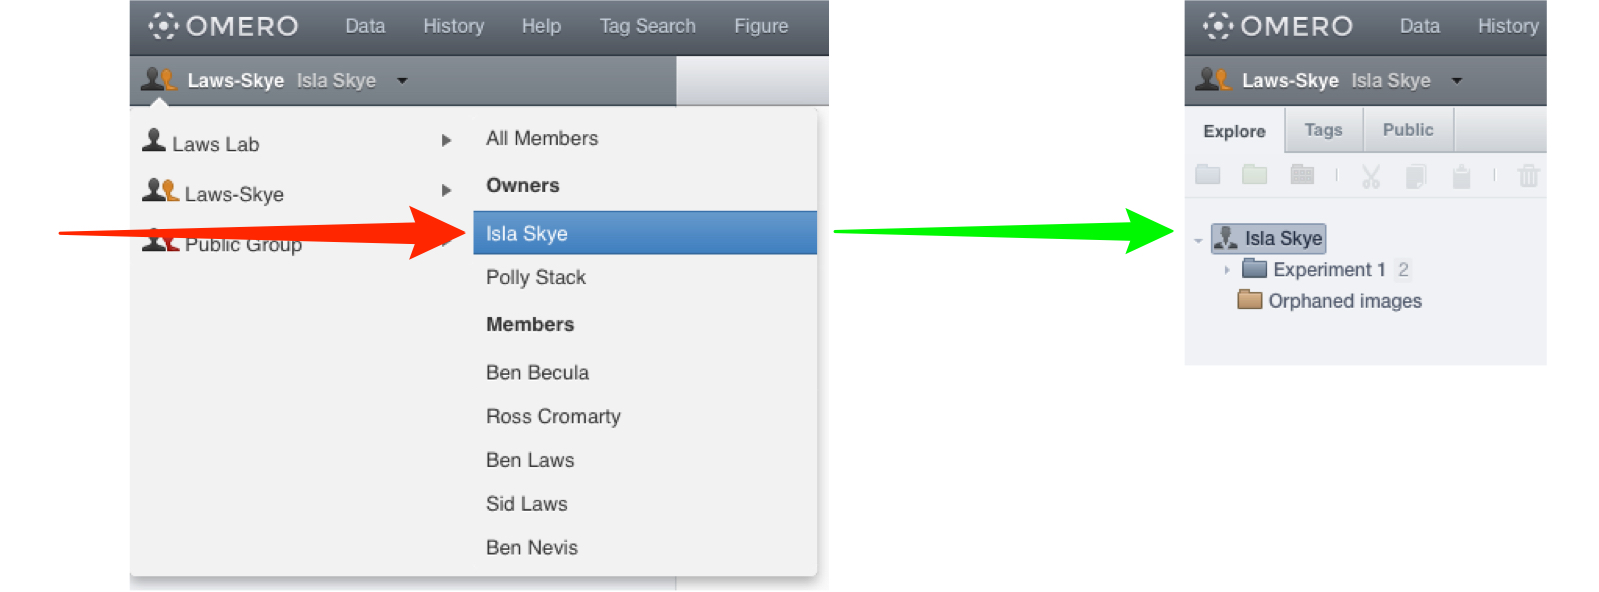 OMERO Data History Help Tag Search Figure
Laws-Skye Isla Skye
Laws Lab
Laws-Skye
Public Group
All Members
Owners
Isla Skye
Polly Stack
Members
Ben Becula
Ross Cromarty
Ben Laws
Sid Laws
Ben Nevis
OMERO Data History
Laws-Skye Isla Skye
Explore Tags Public
Isla Skye
Experiment 1 2
Orphaned images